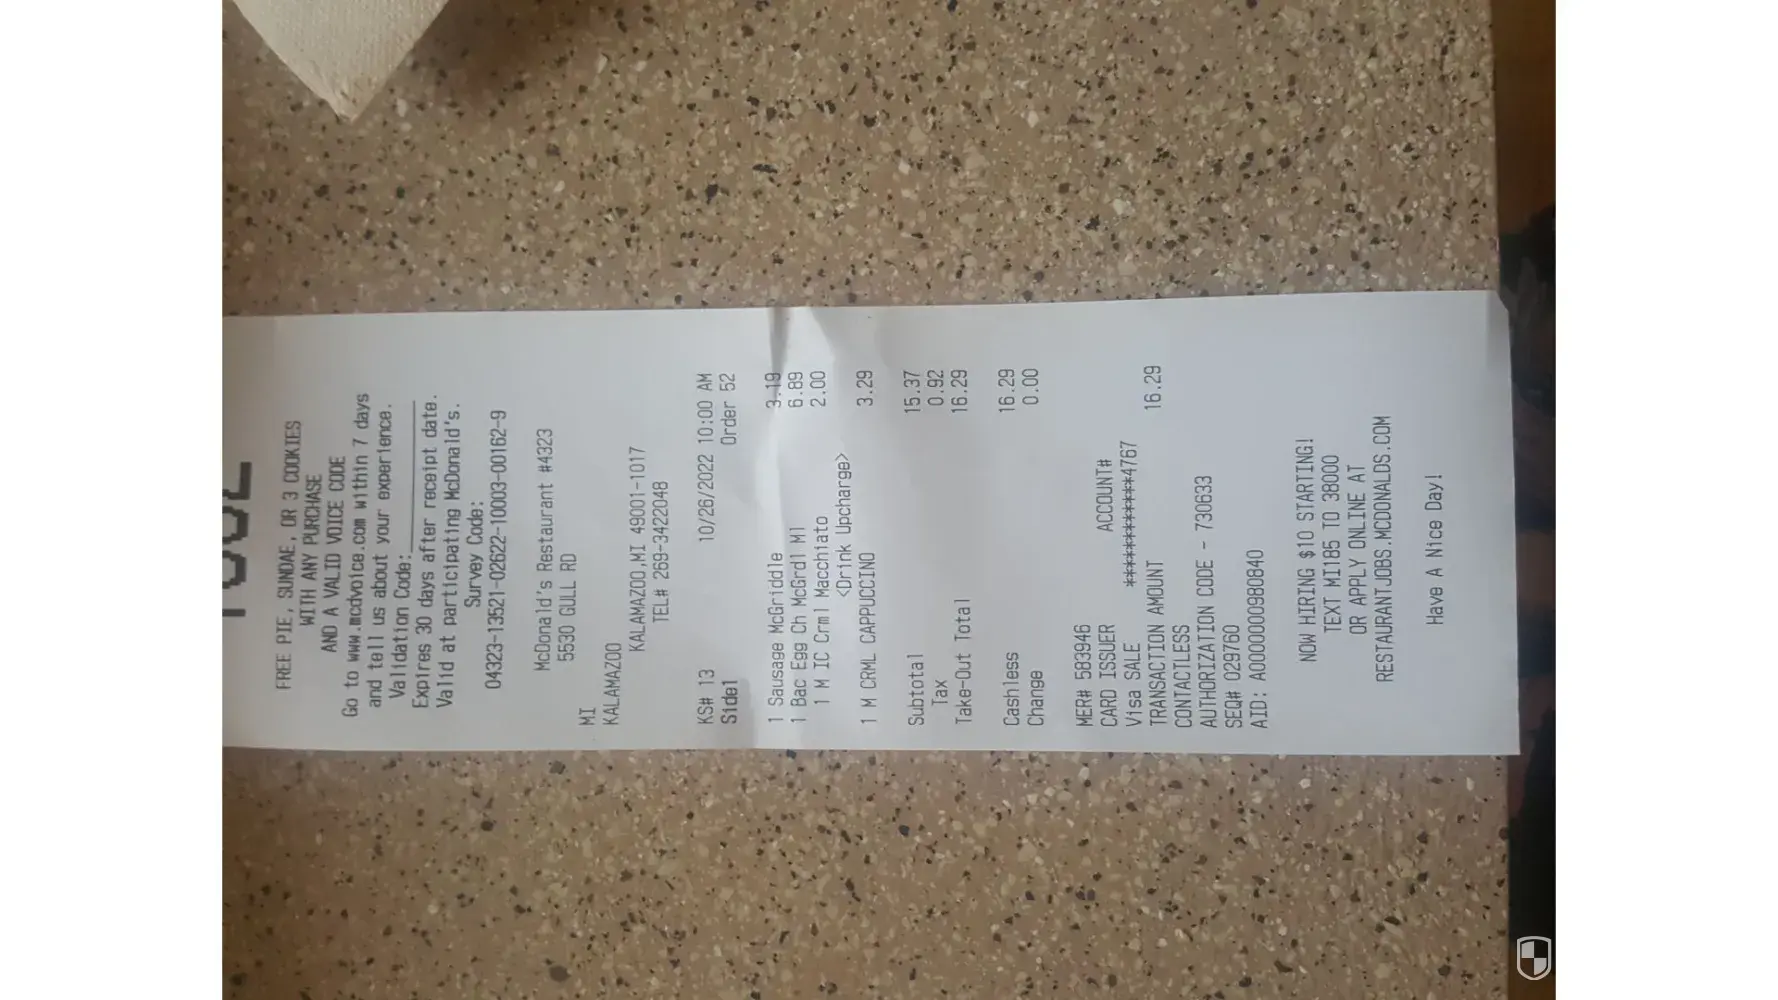 FREE PIE, SUNDAE, OR 3 COOKIES
WITH ANY PURCHASE
AND A VALID VOICE CODE
Go to www.mcdvoice.com within 7 days
and tell us about your experience.
Validation Code:__________
Expires 30 days after receipt date.
Valid at participating McDonald's.
Survey Code:
04323-13521-02622-10003-00162-9
McDonald's Restaurant #4323
5530 GULL RD
MI
KALAMAZOO
KALAMAZOO,MI 49001-1017
TEL# 269-3422048
KS# 13 10/26/2022 10:00 AM
Side1 Order 52
1 Sausage McGriddle 3.19
1 Bac Egg Ch McGrdl Ml 6.89
1 M IC Crml Macchiato 2.00
<Drink Upcharge>
1 M CRML CAPPUCCINO 3.29
Subtotal 15.37
Tax 0.92
Take-Out Total 16.29
Cashless 16.29
Change 0.00
MER# 583946
CARD ISSUER ACCOUNT#
Visa SALE ************4767
TRANSACTION AMOUNT 16.29
CONTACTLESS
AUTHORIZATION CODE - 730633
SEQ# 029760
AID: A0000000980840
NOW HIRING $10 STARTING!
TEXT MI185 TO 38000
OR APPLY ONLINE AT
RESTAURANTJOBS.MCDONALDS.COM
Have A Nice Day!